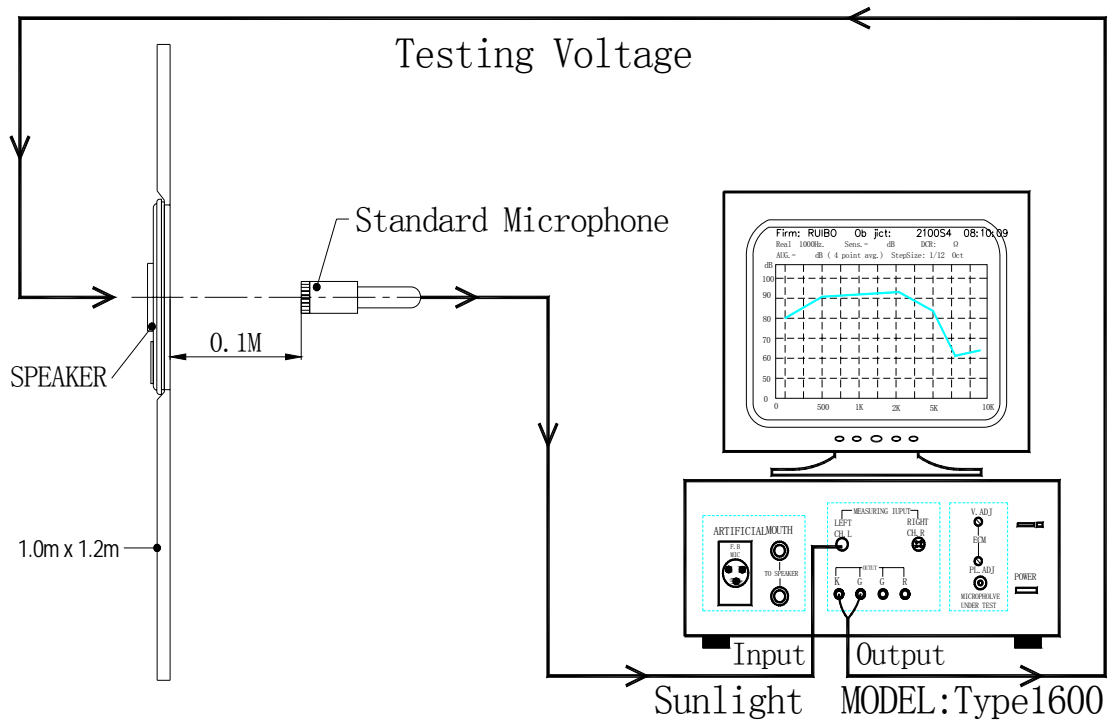 Testing Voltage
Standard Microphone
0.1M
SPEAKER
1.0m x 1.2m
Firm: RUIBO Ob jict: 2100S4 08:10:09
Real 1000Hz. Sens.- dB DCR: Ω
AUG.- dB ( 4 point avg.) StepSize: 1/12 Oct
dB
100
90
80
70
60
50
0
0 500 1K 2K 5K 10K
ARTIFICIALMOUTH
F.B
MIC
TO SPEAKER
MEASURING IUPUT
LEFT RIGHT
CH.L CH.R
OUTUT
K G G R
V.ADJ
ECM
PL.ADJ
MICROPHOLVE
UNDER TEST
POWER
Input Output
Sunlight MODEL:Type1600